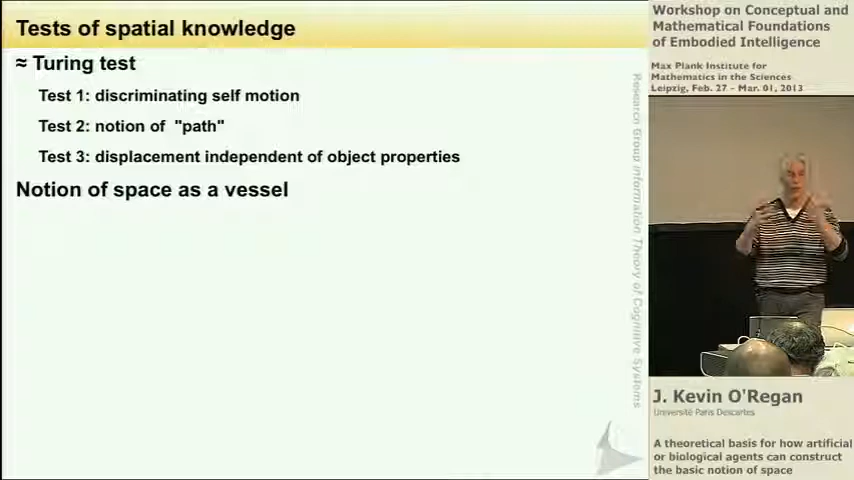 Tests of spatial knowledge
≈ Turing test
Test 1: discriminating self motion
Test 2: notion of "path"
Test 3: displacement independent of object properties
Notion of space as a vessel
Research Group Information Theory of Cognitive Systems
Workshop on Conceptual and
Mathematical Foundations
of Embodied Intelligence
Max Plank Institute for
Mathematics in the Sciences
Leipzig, Feb. 27 – Mar. 01, 2013
J. Kevin O'Regan
Université Paris Descartes
A theoretical basis for how artificial
or biological agents can construct
the basic notion of space